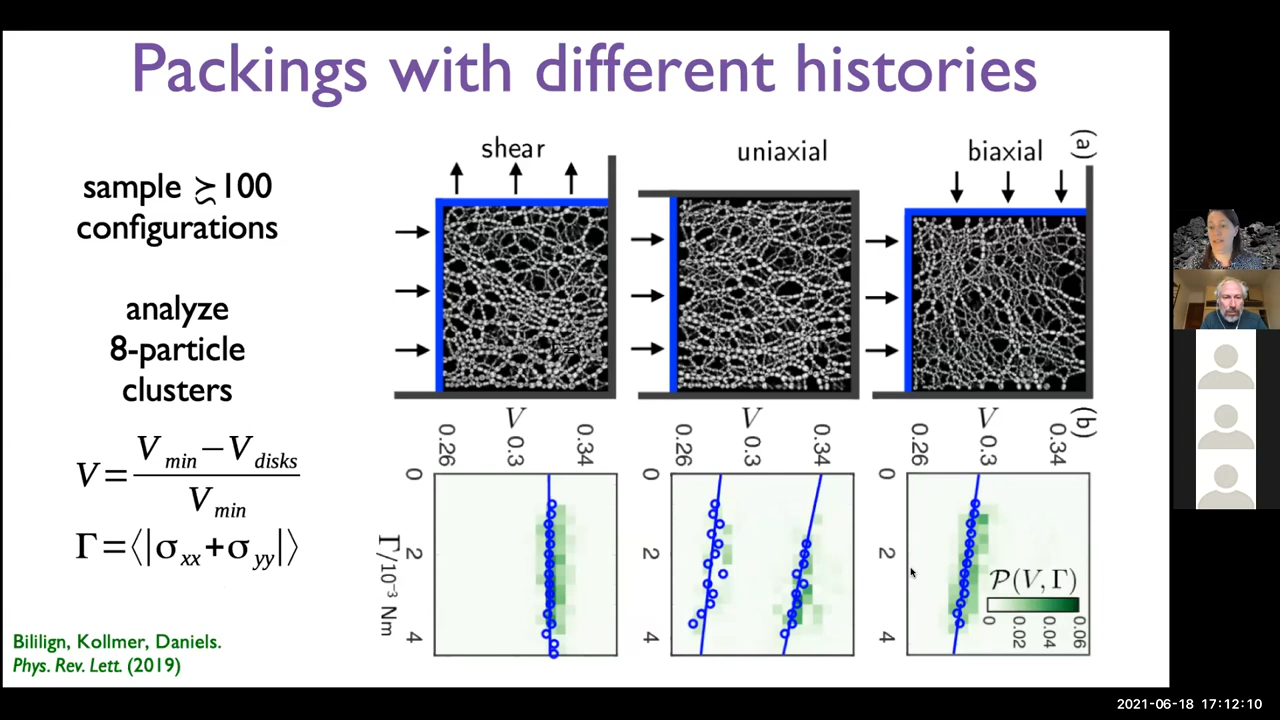 Packings with different histories
sample ≿100
configurations
analyze
8-particle
clusters
V = (V_min − V_disks) / V_min
Γ=⟨|σ_xx+σ_yy|⟩
Bililign, Kollmer, Daniels.
Phys. Rev. Lett. (2019)
shear
uniaxial
biaxial
(a)
V
V
V
(b)
0.26 0.3 0.34
0.26 0.3 0.34
0.26 0.3 0.34
0 2 4
0 2 4
0 2 4
Γ/10⁻³ Nm
P(V, Γ)
0 0.02 0.04 0.06
2021-06-18 17:12:10